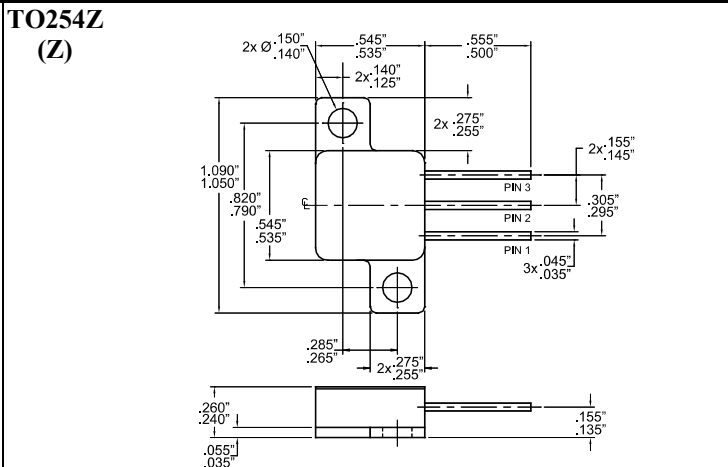 TO254Z
(Z)
2x Ø.150"
.140"
.545"
.535"
.555"
.500"
2x.140"
.125"
2x .275"
.255"
2x.155"
.145"
1.090"
1.050"
.820"
.790"
PIN 3
℄
PIN 2
.305"
.295"
.545"
.535"
PIN 1
3x.045"
.035"
.285"
.265"
2x.275"
.255"
.260"
.240"
.155"
.135"
.055"
.035"